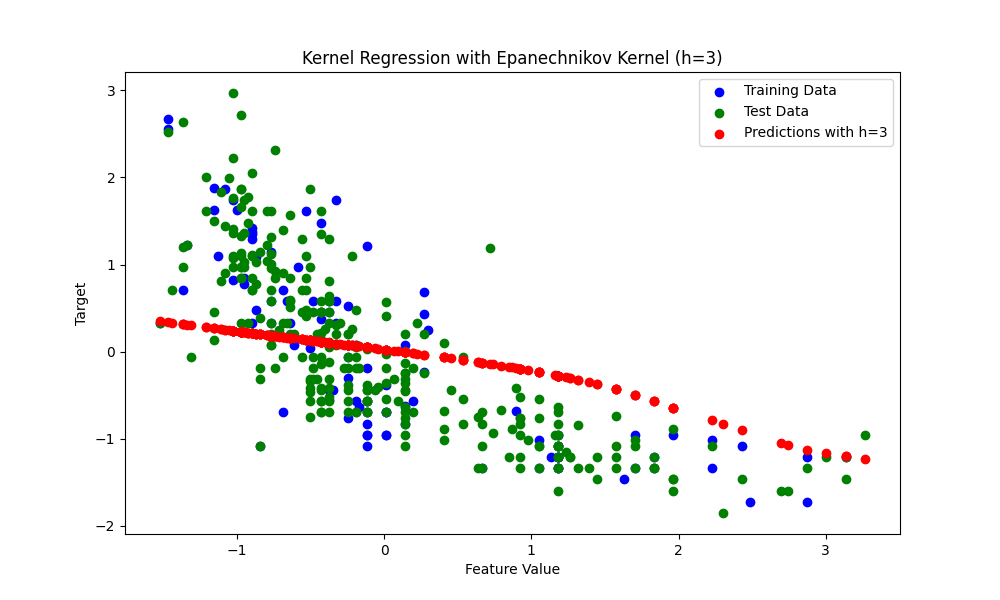 Kernel Regression with Epanechnikov Kernel (h=3)
Training Data
Test Data
Predictions with h=3
3
2
1
0
−1
−2
Target
−1
0
1
2
3
Feature Value